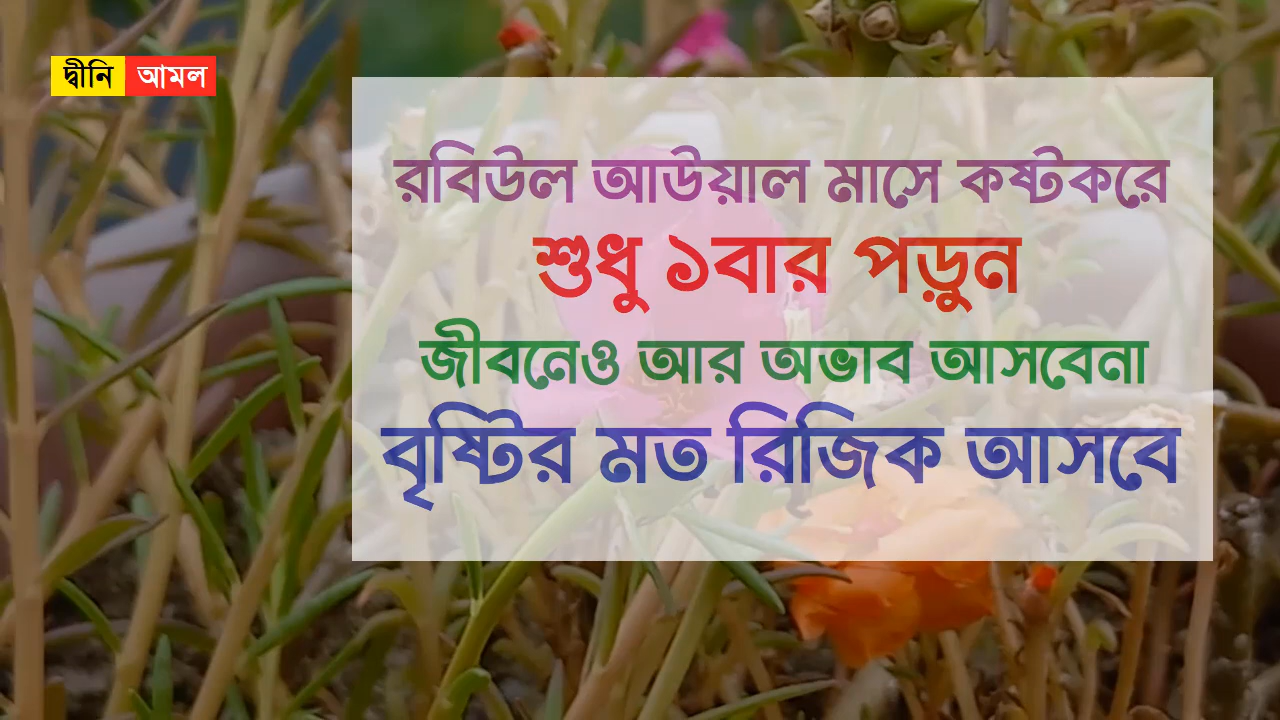 দ্বীনি আমল
রবিউল আউয়াল মাসে কষ্টকরে
শুধু ১বার পড়ুন
জীবনেও আর অভাব আসবেনা
বৃষ্টির মত রিজিক আসবে